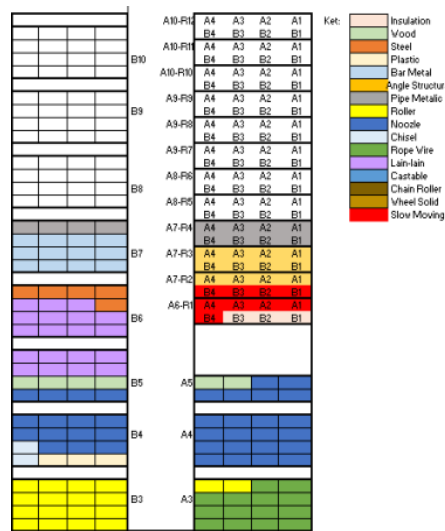 Ket:
Insulation
Wood
Steel
Plastic
Bar Metal
Angle Structur
Pipe Metalic
Roller
Noozle
Chisel
Rope Wire
Lain-lain
Castable
Chain Roller
Wheel Solid
Slow Moving
B10
B9
B8
B7
B6
B5
B4
B3
A10-R12 A4 A3 A2 A1
B4 B3 B2 B1
A10-R11 A4 A3 A2 A1
B4 B3 B2 B1
A10-R10 A4 A3 A2 A1
B4 B3 B2 B1
A9-R9 A4 A3 A2 A1
B4 B3 B2 B1
A9-R8 A4 A3 A2 A1
B4 B3 B2 B1
A9-R7 A4 A3 A2 A1
B4 B3 B2 B1
A8-R6 A4 A3 A2 A1
B4 B3 B2 B1
A8-R5 A4 A3 A2 A1
B4 B3 B2 B1
A7-R4 A4 A3 A2 A1
B4 B3 B2 B1
A7-R3 A4 A3 A2 A1
B4 B3 B2 B1
A7-R2 A4 A3 A2 A1
B4 B3 B2 B1
A6-R1 A4 A3 A2 A1
B4 B3 B2 B1
A5
A4
A3